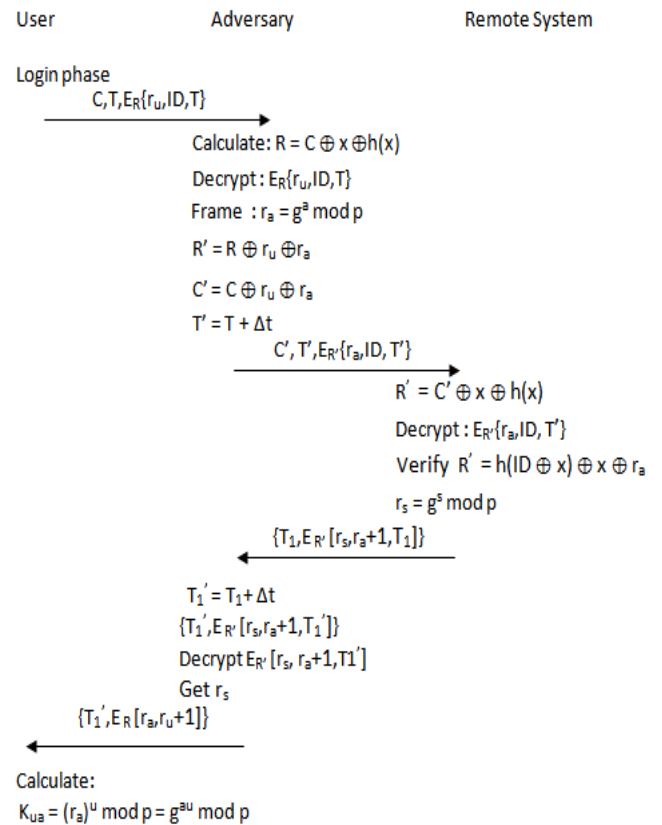 User Adversary Remote System
Login phase
C,T,E_R{r_u,ID,T}
Calculate: R = C ⊕ x ⊕h(x)
Decrypt : E_R{r_u,ID,T}
Frame : r_a = g^a mod p
R' = R ⊕ r_u ⊕r_a
C' = C ⊕ r_u ⊕ r_a
T' = T + Δt
C', T',E_R'{r_a,ID, T'}
R' = C' ⊕ x ⊕ h(x)
Decrypt : E_R'{r_a,ID, T'}
Verify R' = h(ID ⊕ x) ⊕ x ⊕ r_a
r_s = g^s mod p
{T_1,E_R'[r_s,r_a+1,T_1]}
T_1' = T_1+ Δt
{T_1',E_R'[r_s,r_a+1,T_1']}
Decrypt E_R'[r_s, r_a+1,T1']
Get r_s
{T_1',E_R[r_a,r_u+1]}
Calculate:
K_ua = (r_a)^u mod p = g^au mod p